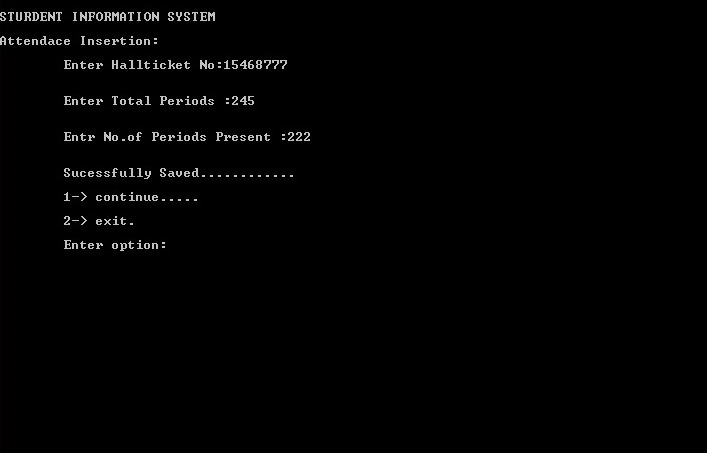 STURDENT INFORMATION SYSTEM
Attendace Insertion:
Enter Hallticket No:15468777
Enter Total Periods :245
Entr No.of Periods Present :222
Sucessfully Saved............
1-> continue.....
2-> exit.
Enter option: